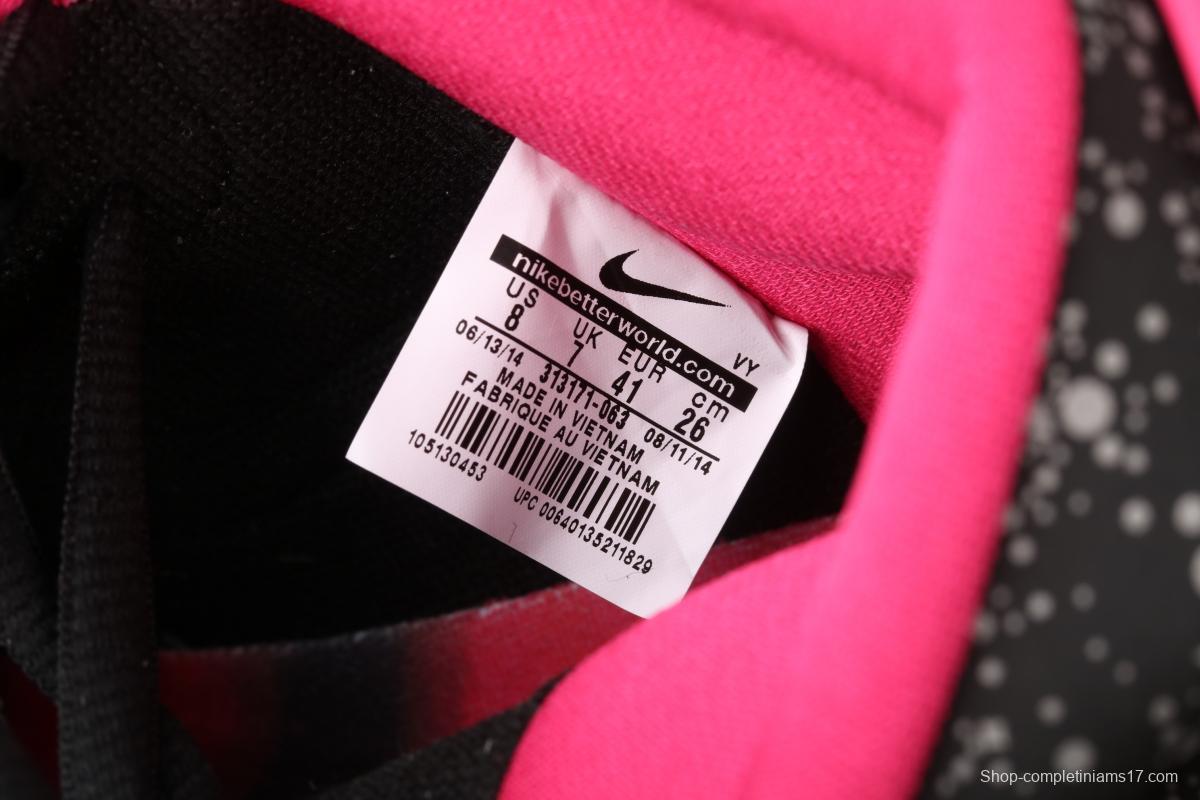 nikebetterworld.com
VY
US UK EUR cm
8 7 41 26
06/13/14 313171-063 08/11/14
MADE IN VIETNAM
FABRIQUE AU VIETNAM
105130453
UPC 00640135211829
Shop-completiniams17.com